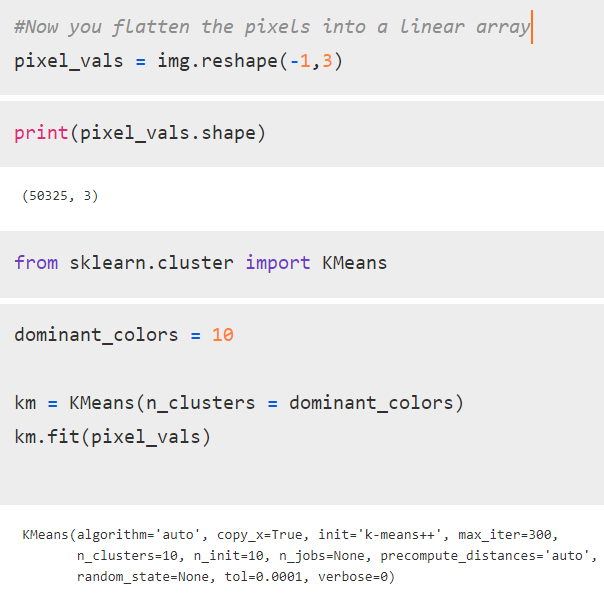 #Now you flatten the pixels into a linear array
pixel_vals = img.reshape(-1,3)
print(pixel_vals.shape)
(50325, 3)
from sklearn.cluster import KMeans
dominant_colors = 10
km = KMeans(n_clusters = dominant_colors)
km.fit(pixel_vals)
KMeans(algorithm='auto', copy_x=True, init='k-means++', max_iter=300,
n_clusters=10, n_init=10, n_jobs=None, precompute_distances='auto',
random_state=None, tol=0.0001, verbose=0)